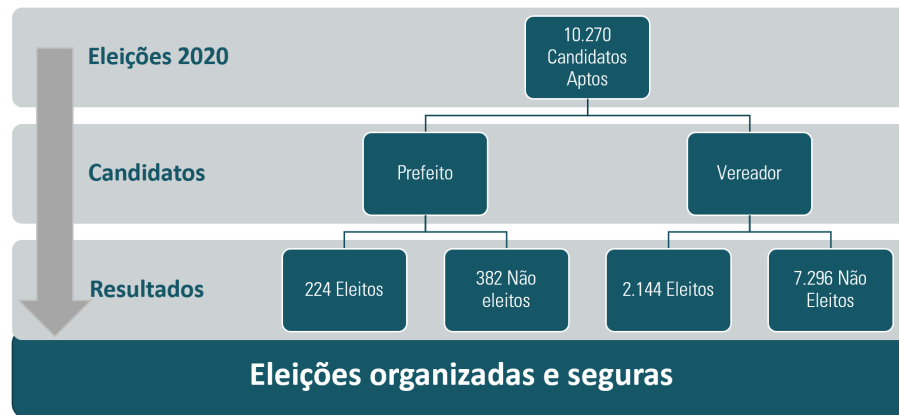 Eleições 2020
10.270
Candidatos
Aptos
Candidatos
Prefeito
Vereador
Resultados
224 Eleitos
382 Não
eleitos
2.144 Eleitos
7.296 Não
Eleitos
Eleições organizadas e seguras